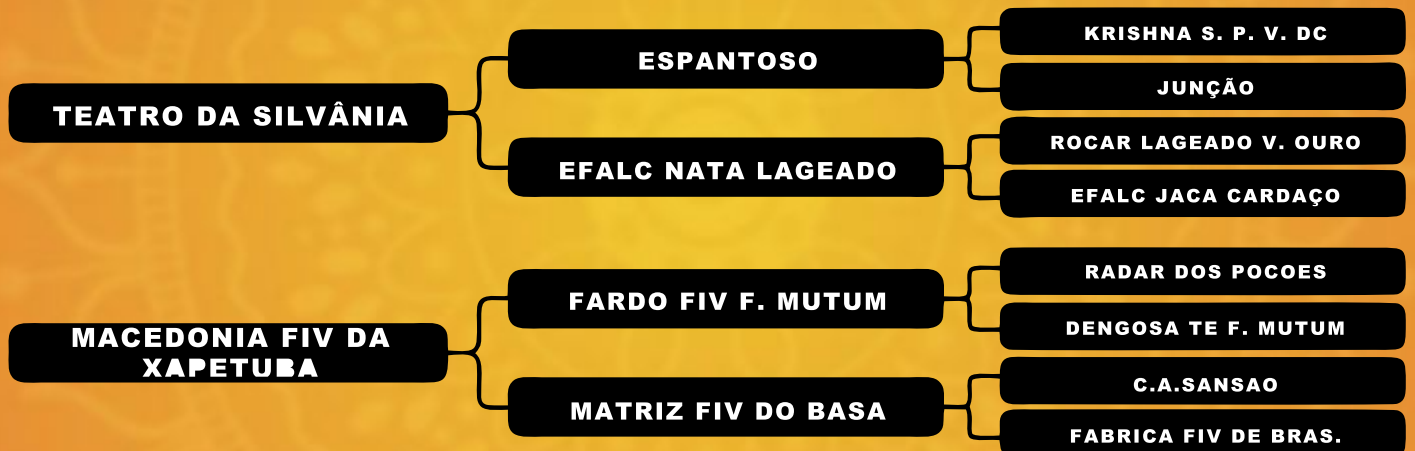 TEATRO DA SILVÂNIA
ESPANTOSO
KRISHNA S. P. V. DC
JUNÇÃO
EFALC NATA LAGEADO
ROCAR LAGEADO V. OURO
EFALC JACA CARDAÇO
MACEDONIA FIV DA
XAPETUBA
FARDO FIV F. MUTUM
RADAR DOS POCOES
DENGOSA TE F. MUTUM
MATRIZ FIV DO BASA
C.A.SANSAO
FABRICA FIV DE BRAS.